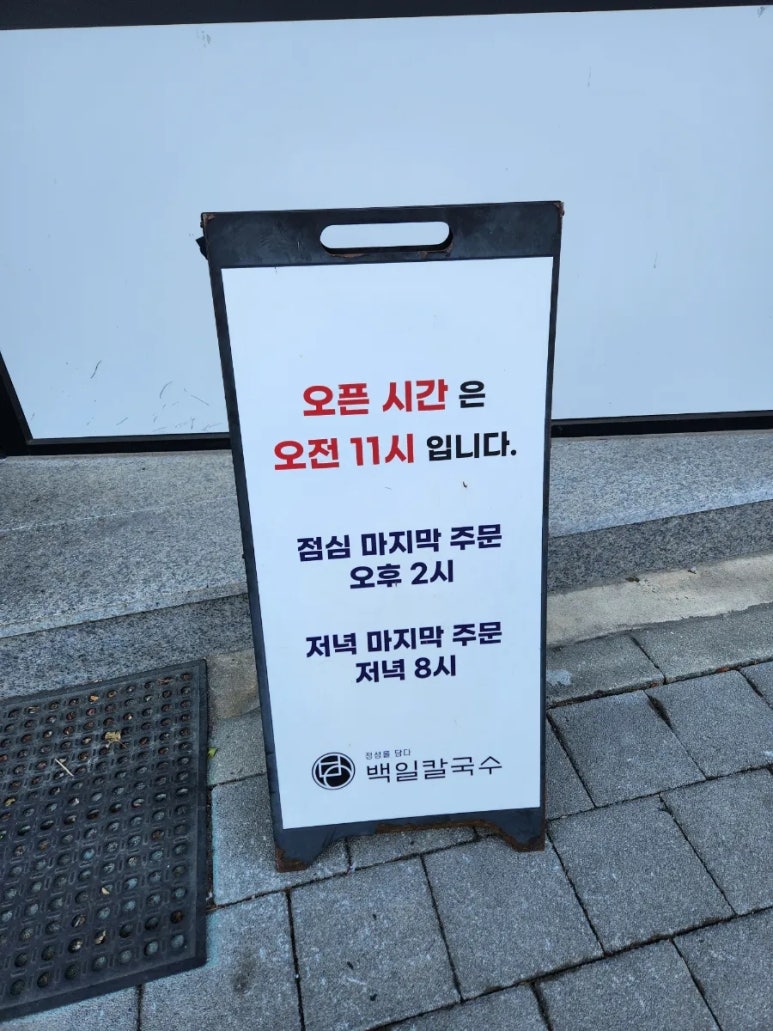 오픈 시간 은
오전 11시 입니다.
점심 마지막 주문
오후 2시
저녁 마지막 주문
저녁 8시
정성을 담다
백일칼국수